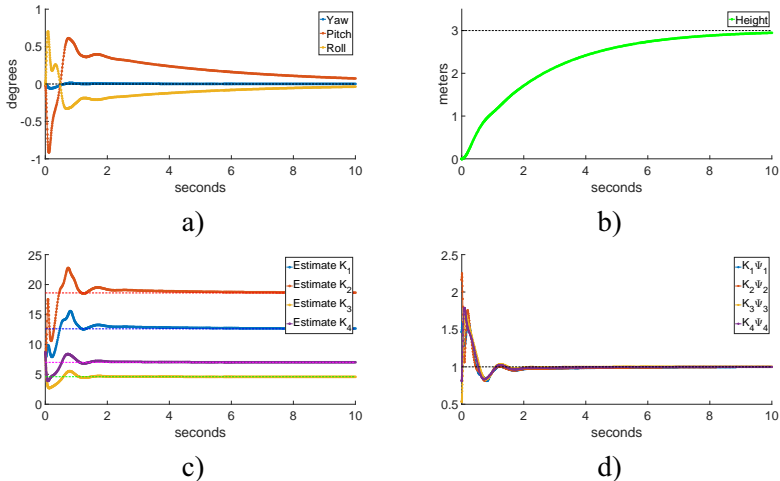 1
0.5
0
-0.5
-1
degrees
0 2 4 6 8 10
seconds
Yaw
Pitch
Roll
a)
3
2
1
0
meters
0 2 4 6 8 10
seconds
Height
b)
25
20
15
10
5
0
0 2 4 6 8 10
seconds
Estimate K₁
Estimate K₂
Estimate K₃
Estimate K₄
c)
2.5
2
1.5
1
0.5
0 2 4 6 8 10
seconds
K₁Ψ₁
K₂Ψ₂
K₃Ψ₃
K₄Ψ₄
d)